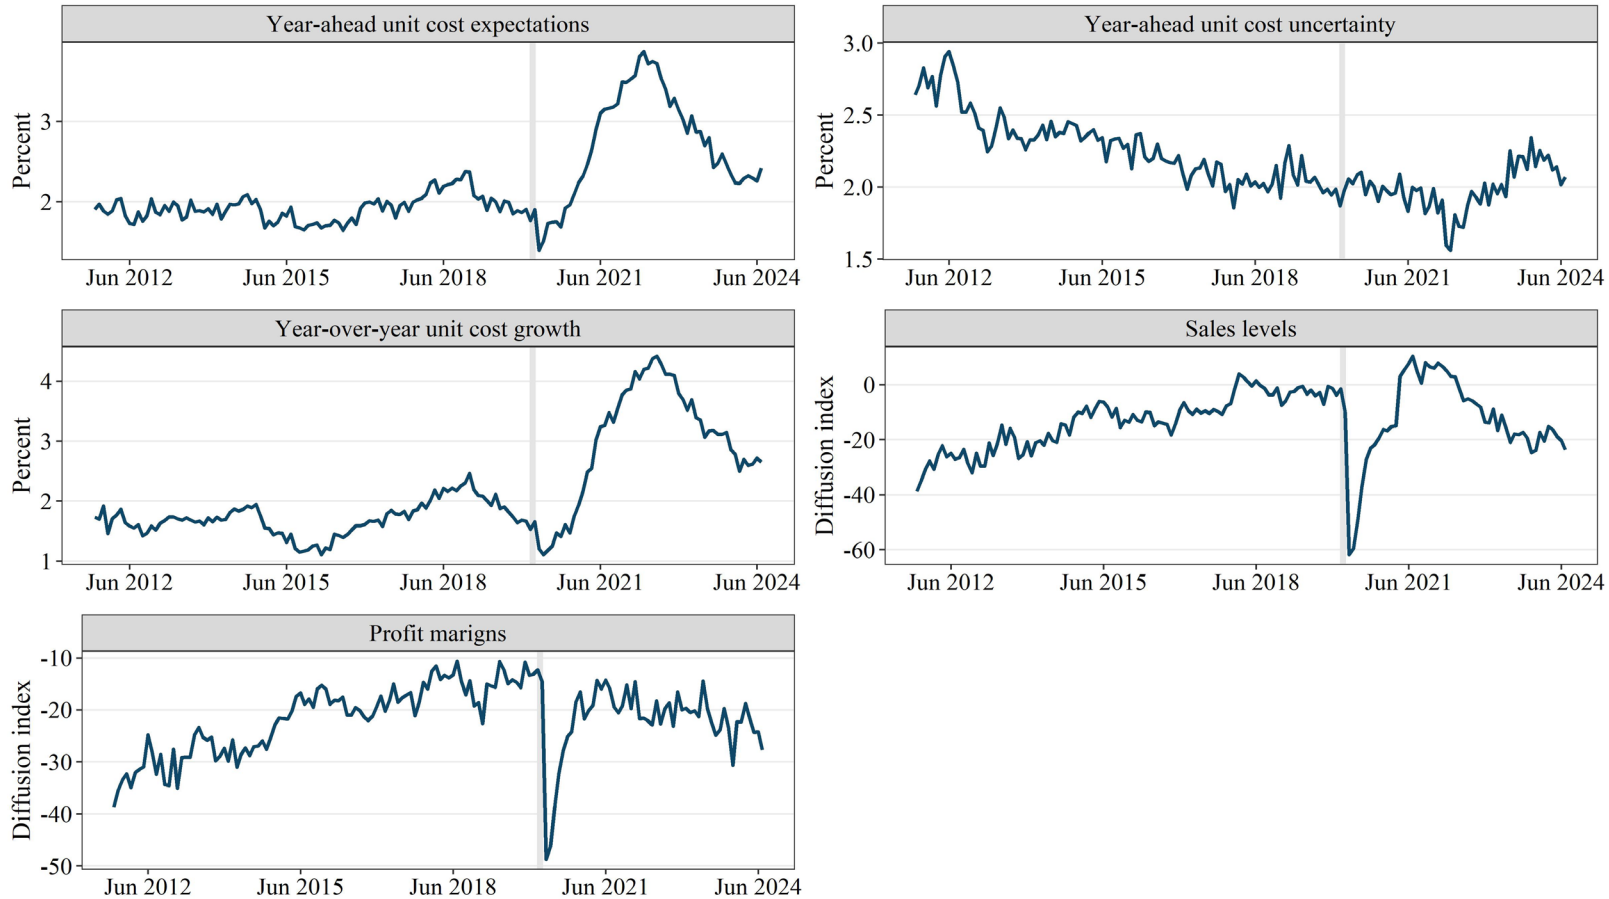 Year-ahead unit cost expectations
Percent
3
2
Jun 2012 Jun 2015 Jun 2018 Jun 2021 Jun 2024
Year-ahead unit cost uncertainty
Percent
3.0
2.5
2.0
1.5
Jun 2012 Jun 2015 Jun 2018 Jun 2021 Jun 2024
Year-over-year unit cost growth
Percent
4
3
2
1
Jun 2012 Jun 2015 Jun 2018 Jun 2021 Jun 2024
Sales levels
Diffusion index
0
-20
-40
-60
Jun 2012 Jun 2015 Jun 2018 Jun 2021 Jun 2024
Profit marigns
Diffusion index
-10
-20
-30
-40
-50
Jun 2012 Jun 2015 Jun 2018 Jun 2021 Jun 2024